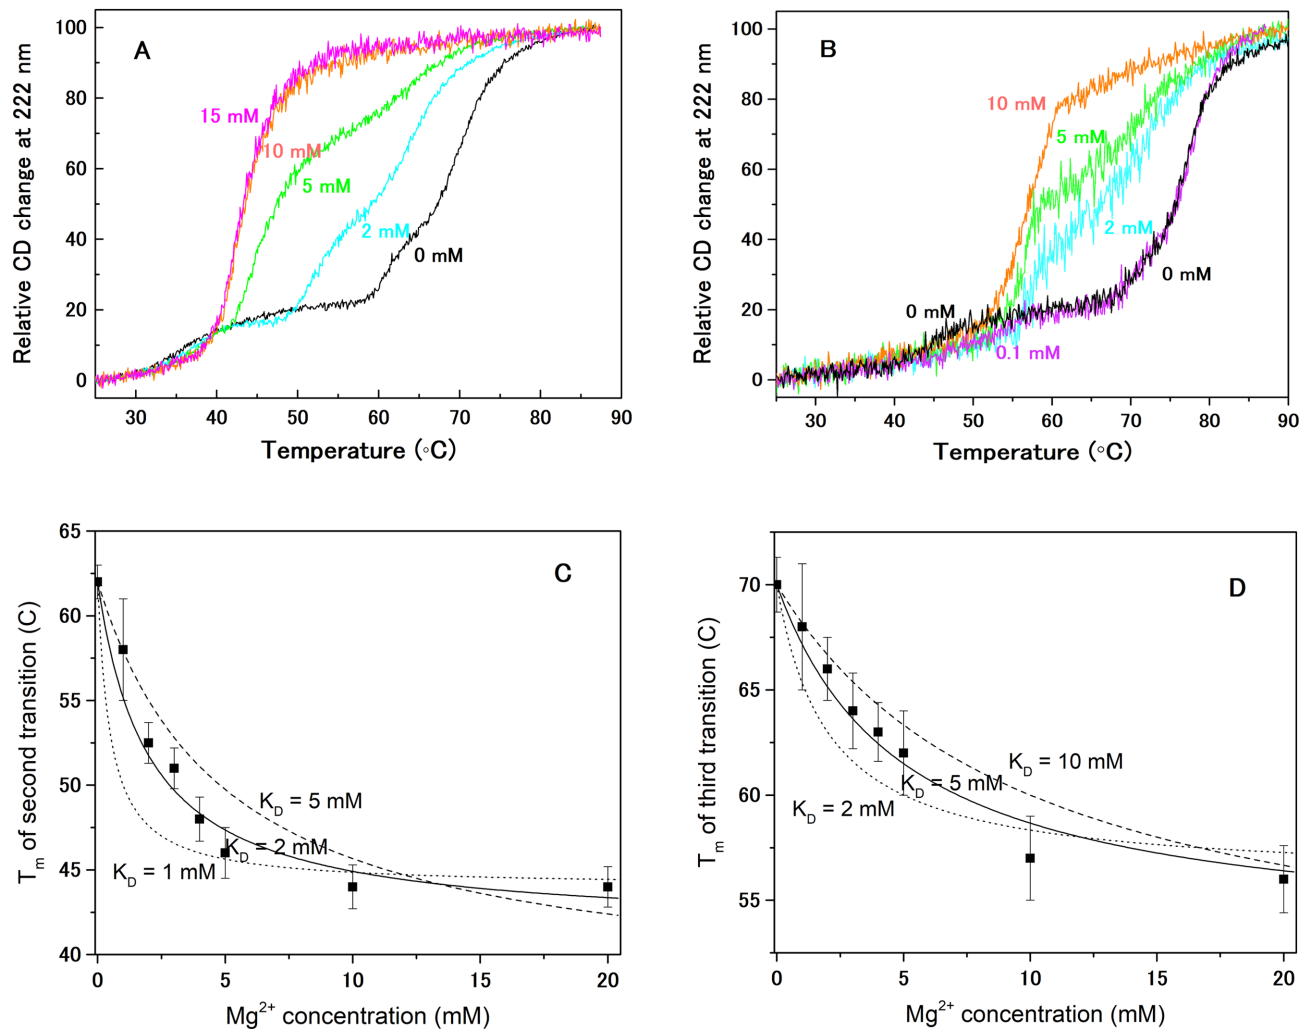 A
Relative CD change at 222 nm
100
80
60
40
20
0
15 mM
10 mM
5 mM
2 mM
0 mM
30 40 50 60 70 80 90
Temperature (◦C)
B
Relative CD change at 222 nm
100
80
60
40
20
0
10 mM
5 mM
2 mM
0 mM
0 mM
0.1 mM
30 40 50 60 70 80 90
Temperature (◦C)
C
Tm of second transition (C)
65
60
55
50
45
40
KD = 5 mM
KD = 2 mM
KD = 1 mM
0 5 10 15 20
Mg2+ concentration (mM)
D
Tm of third transition (C)
70
65
60
55
KD = 10 mM
KD = 5 mM
KD = 2 mM
0 5 10 15 20
Mg2+ concentration (mM)